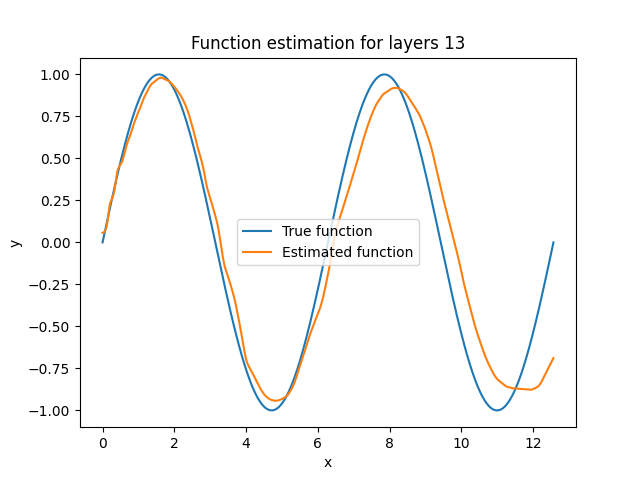 Function estimation for layers 13
1.00
0.75
0.50
0.25
0.00
−0.25
−0.50
−0.75
−1.00
y
True function
Estimated function
0 2 4 6 8 10 12
x